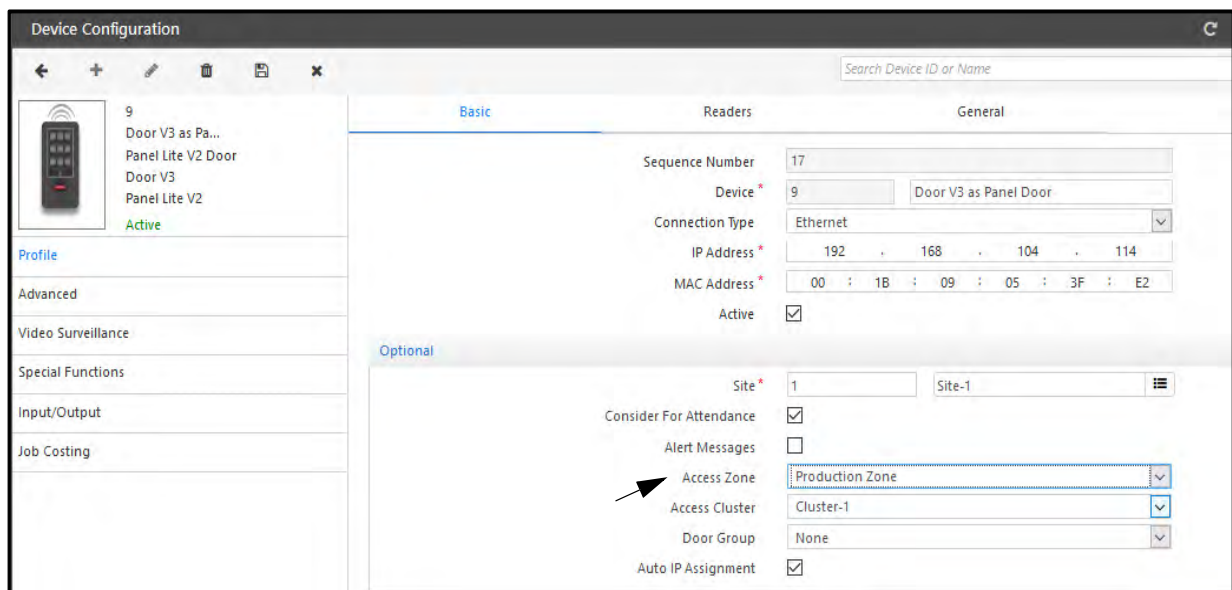 Device Configuration
Search Device ID or Name
9
Door V3 as Pa...
Panel Lite V2 Door
Door V3
Panel Lite V2
Active
Profile
Advanced
Video Surveillance
Special Functions
Input/Output
Job Costing
Basic Readers General
Sequence Number 17
Device * 9 Door V3 as Panel Door
Connection Type Ethernet
IP Address * 192 . 168 . 104 . 114
MAC Address * 00 : 1B : 09 : 05 : 3F : E2
Active
Optional
Site * 1 Site-1
Consider For Attendance
Alert Messages
Access Zone Production Zone
Access Cluster Cluster-1
Door Group None
Auto IP Assignment